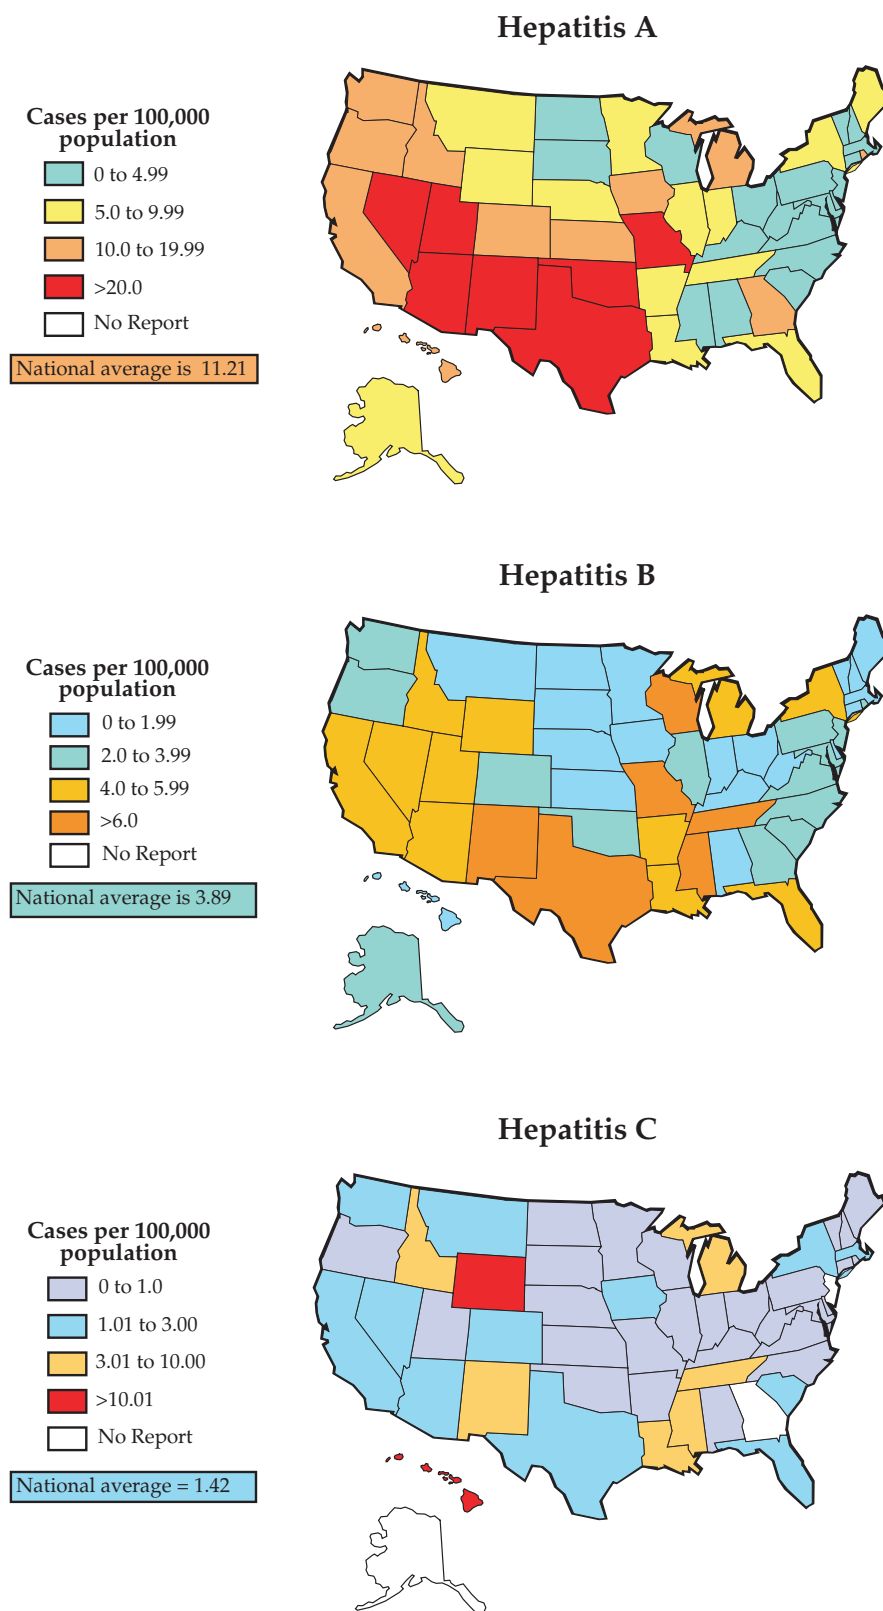 Hepatitis A
Cases per 100,000
population
0 to 4.99
5.0 to 9.99
10.0 to 19.99
>20.0
No Report
National average is 11.21
Hepatitis B
Cases per 100,000
population
0 to 1.99
2.0 to 3.99
4.0 to 5.99
>6.0
No Report
National average is 3.89
Hepatitis C
Cases per 100,000
population
0 to 1.0
1.01 to 3.00
3.01 to 10.00
>10.01
No Report
National average = 1.42